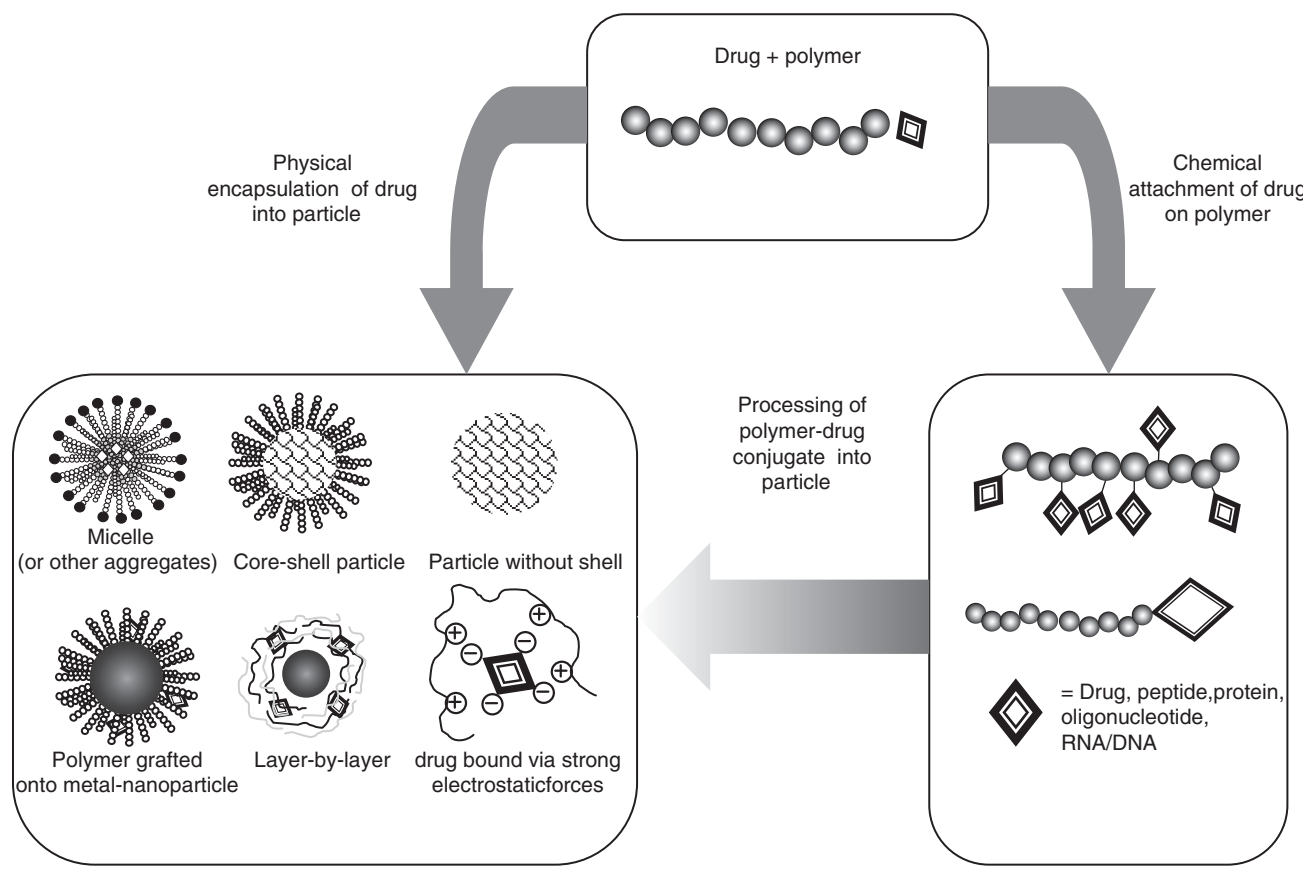 Drug + polymer
Physical
encapsulation of drug
into particle
Chemical
attachment of drug
on polymer
Processing of
polymer-drug
conjugate into
particle
Micelle
(or other aggregates)
Core-shell particle
Particle without shell
Polymer grafted
onto metal-nanoparticle
Layer-by-layer
drug bound via strong
electrostaticforces
+
+
+
+
−
−
−
−
= Drug, peptide,protein,
oligonucleotide,
RNA/DNA